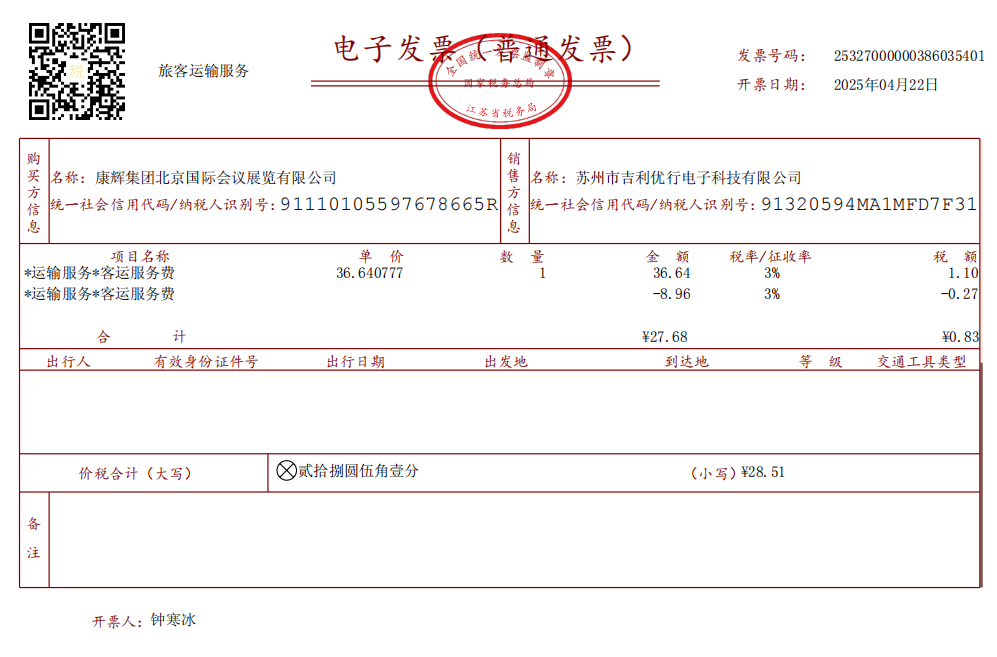 电子发票（普通发票）
全国统一发票监制章
国家税务总局
江苏省税务局
税
旅客运输服务
发票号码： 25327000000386035401
开票日期： 2025年04月22日
购买方信息
名称：康辉集团北京国际会议展览有限公司
统一社会信用代码/纳税人识别号：91110105597678665R
销售方信息
名称：苏州市吉利优行电子科技有限公司
统一社会信用代码/纳税人识别号：91320594MA1MFD7F31
项目名称 单 价 数 量 金 额 税率/征收率 税 额
*运输服务*客运服务费 36.640777 1 36.64 3% 1.10
*运输服务*客运服务费 -8.96 3% -0.27
合 计 ¥27.68 ¥0.83
出行人 有效身份证件号 出行日期 出发地 到达地 等 级 交通工具类型
价税合计（大写） ⊗贰拾捌圆伍角壹分 （小写）¥28.51
备注
开票人：钟寒冰